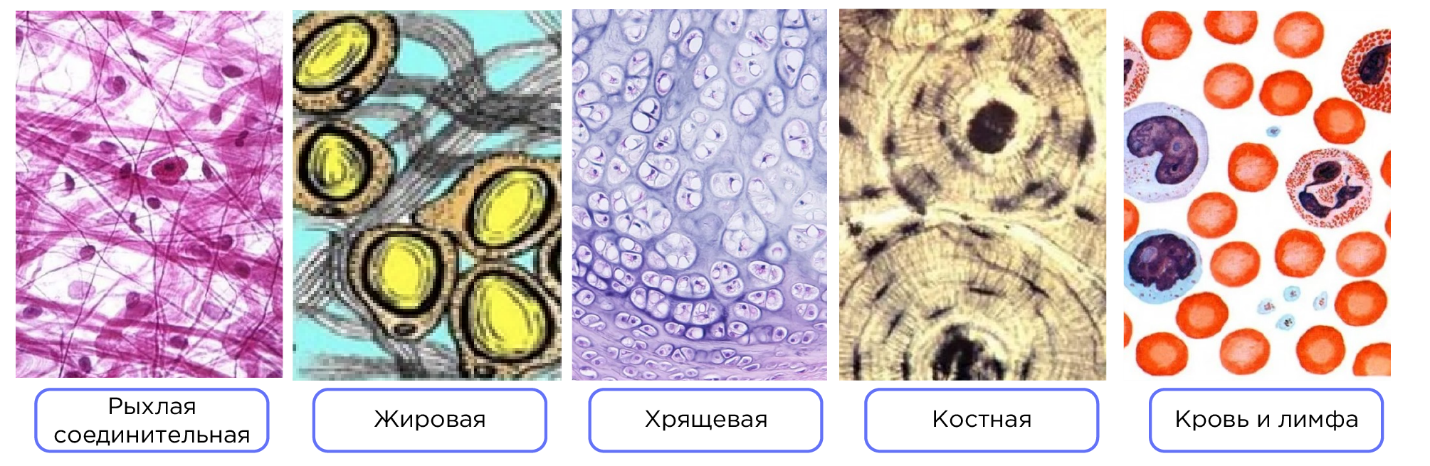 Рыхлая
соединительная
Жировая
Хрящевая
Костная
Кровь и лимфа